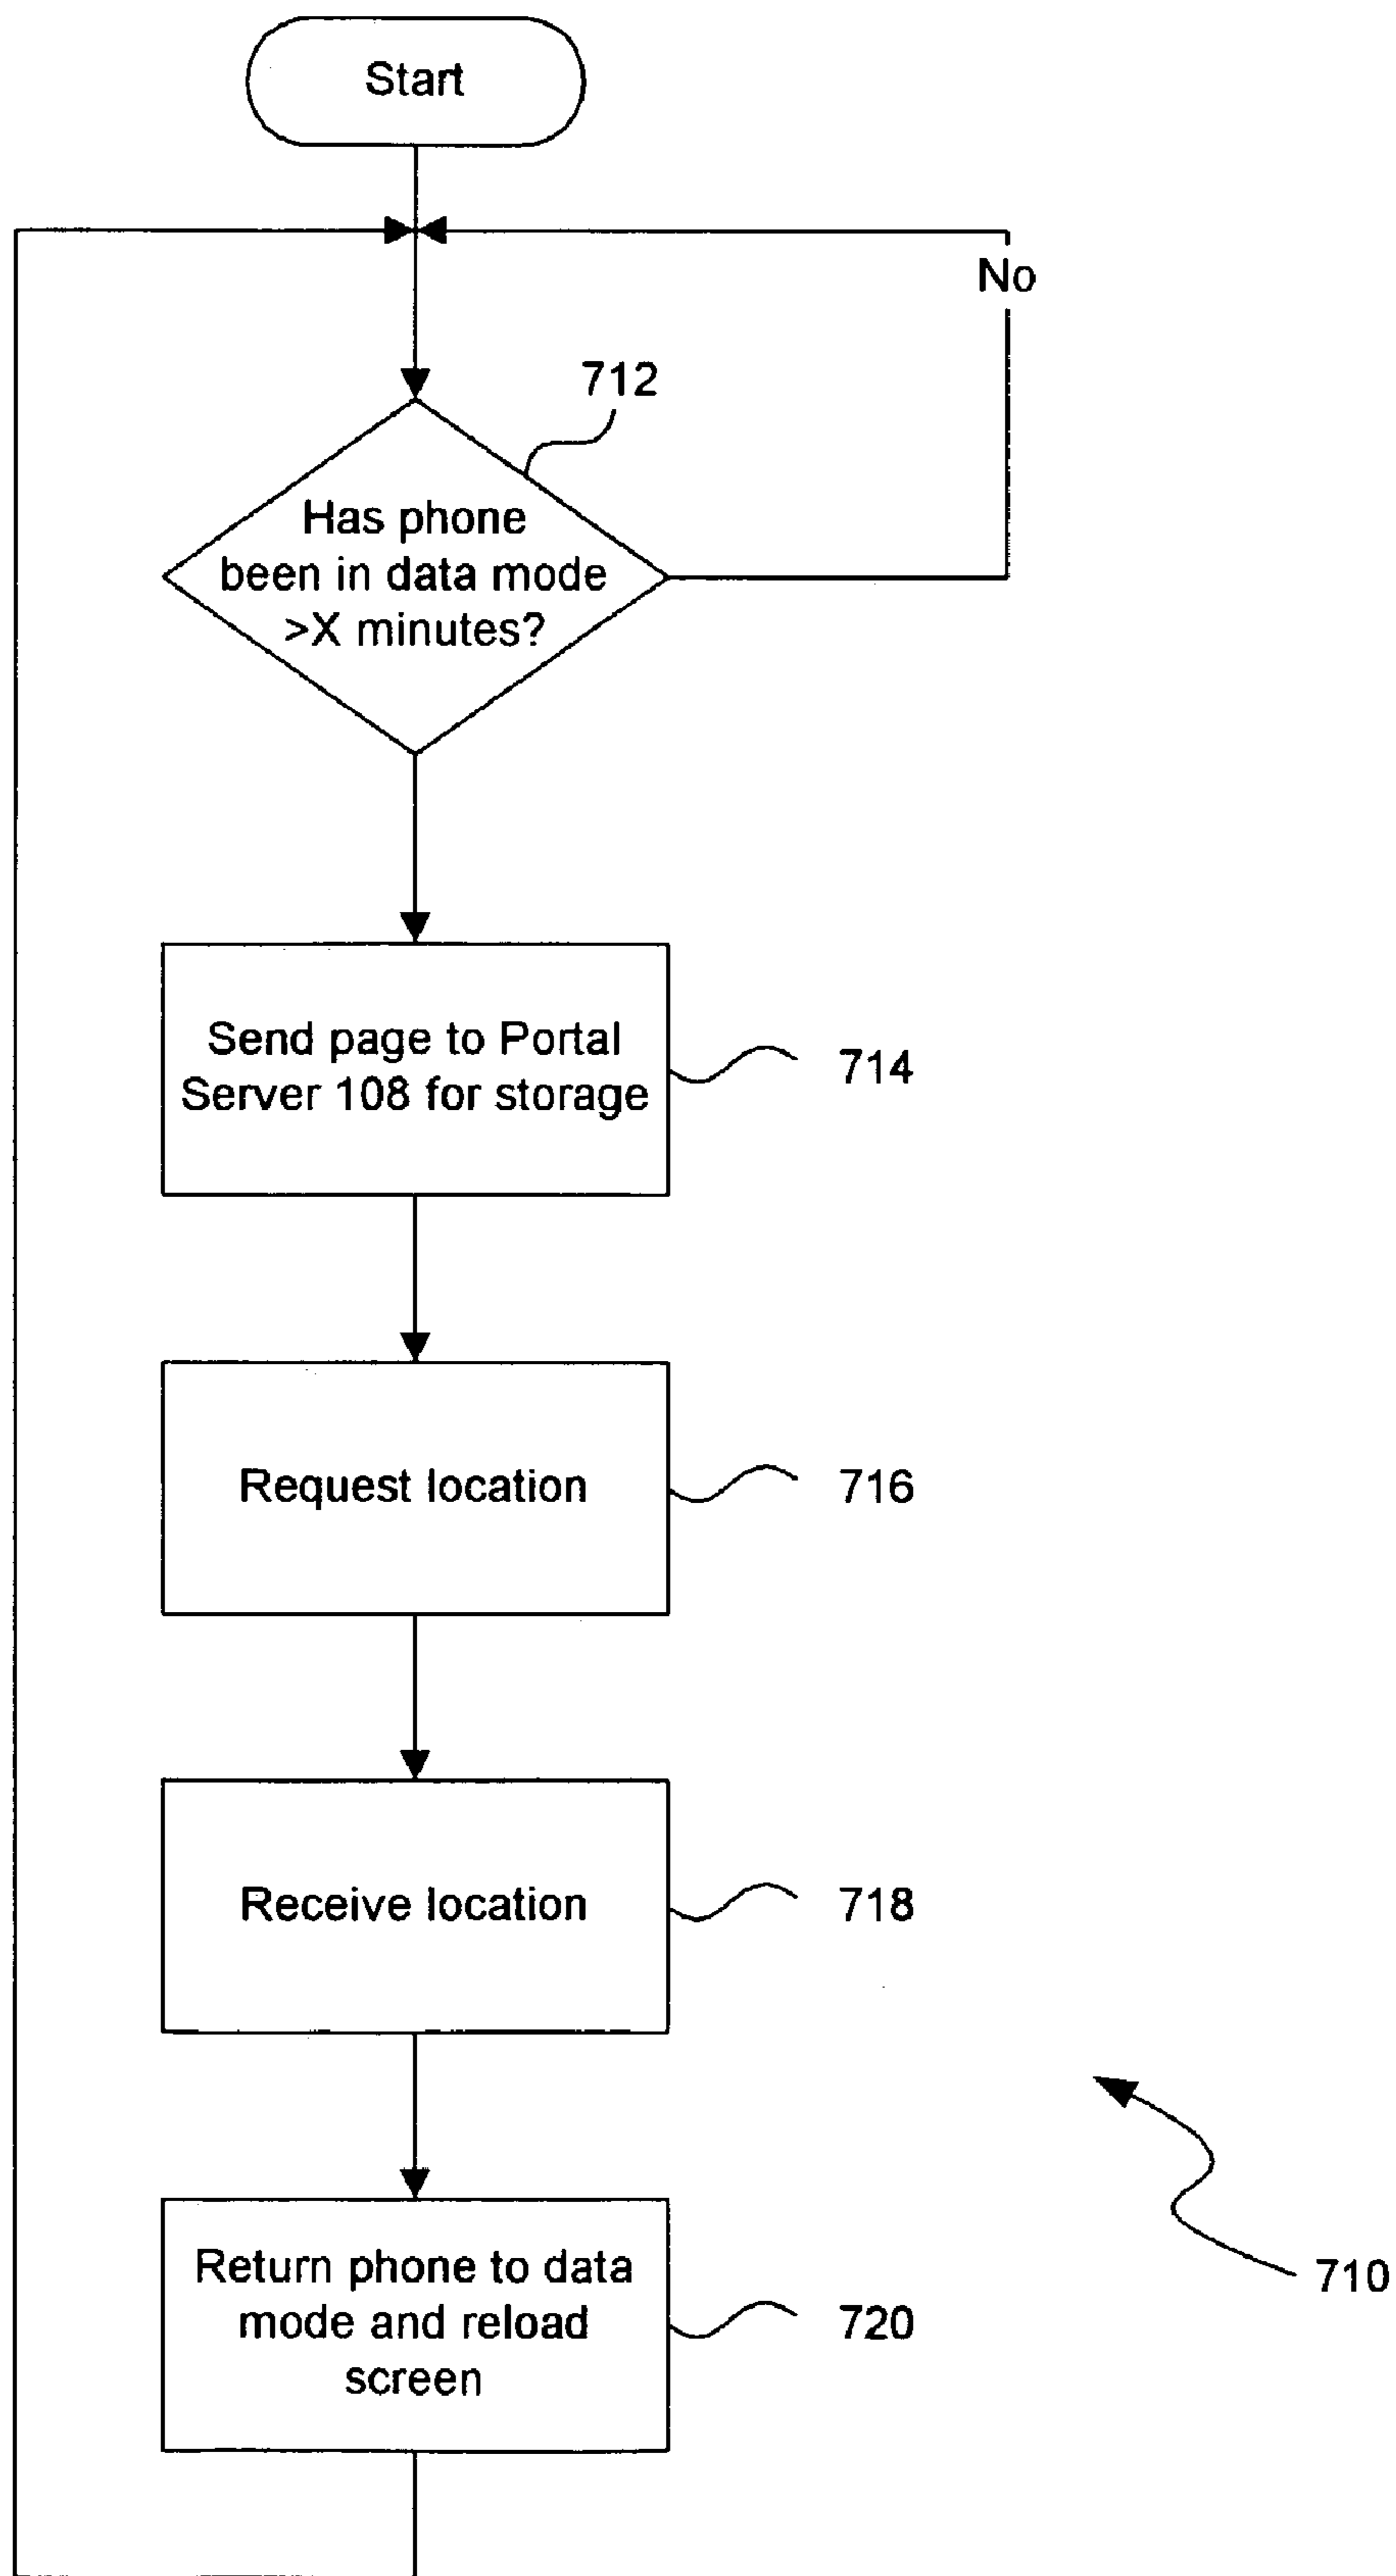 Start
No
712
Has phone
been in data mode
>X minutes?
Send page to Portal
Server 108 for storage
714
Request location
716
Receive location
718
Return phone to data
mode and reload
screen
720
710